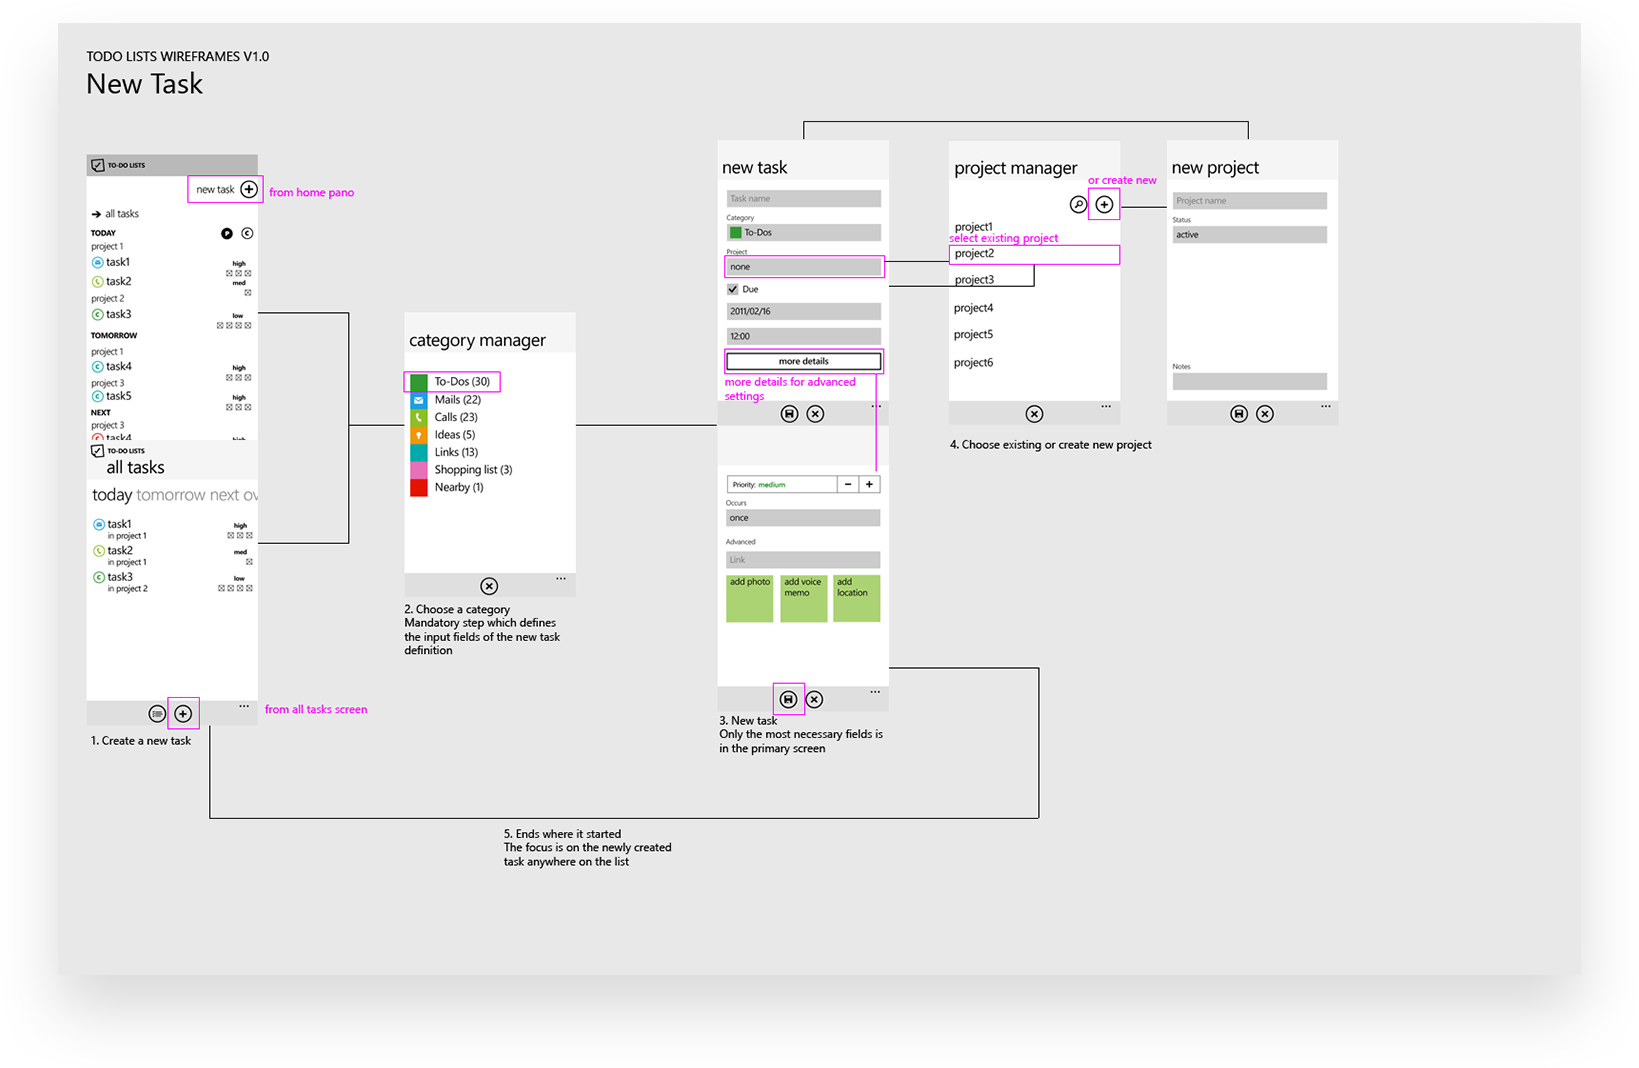 TODO LISTS WIREFRAMES V1.0
New Task
TO-DO LISTS
new task
from home pano
all tasks
TODAY
P
C
project 1
task1
high
task2
med
project 2
C
task3
low
TOMORROW
project 1
C
task4
high
project 3
C
task5
high
NEXT
project 3
task4
high
TO-DO LISTS
all tasks
today tomorrow next ov
task1
high
in project 1
task2
med
in project 1
C
task3
low
in project 2
...
from all tasks screen
1. Create a new task
category manager
To-Dos (30)
Mails (22)
Calls (23)
Ideas (5)
Links (13)
Shopping list (3)
Nearby (1)
...
2. Choose a category
Mandatory step which defines
the input fields of the new task
definition
new task
Task name
Category
To-Dos
Project
none
Due
2011/02/16
12:00
more details
more details for advanced
settings
...
Priority: medium
Occurs
once
Advanced
Link
add photo
add voice
memo
add
location
...
3. New task
Only the most necessary fields is
in the primary screen
project manager
or create new
project1
select existing project
project2
project3
project4
project5
project6
...
4. Choose existing or create new project
new project
Project name
Status
active
Notes
...
5. Ends where it started
The focus is on the newly created
task anywhere on the list